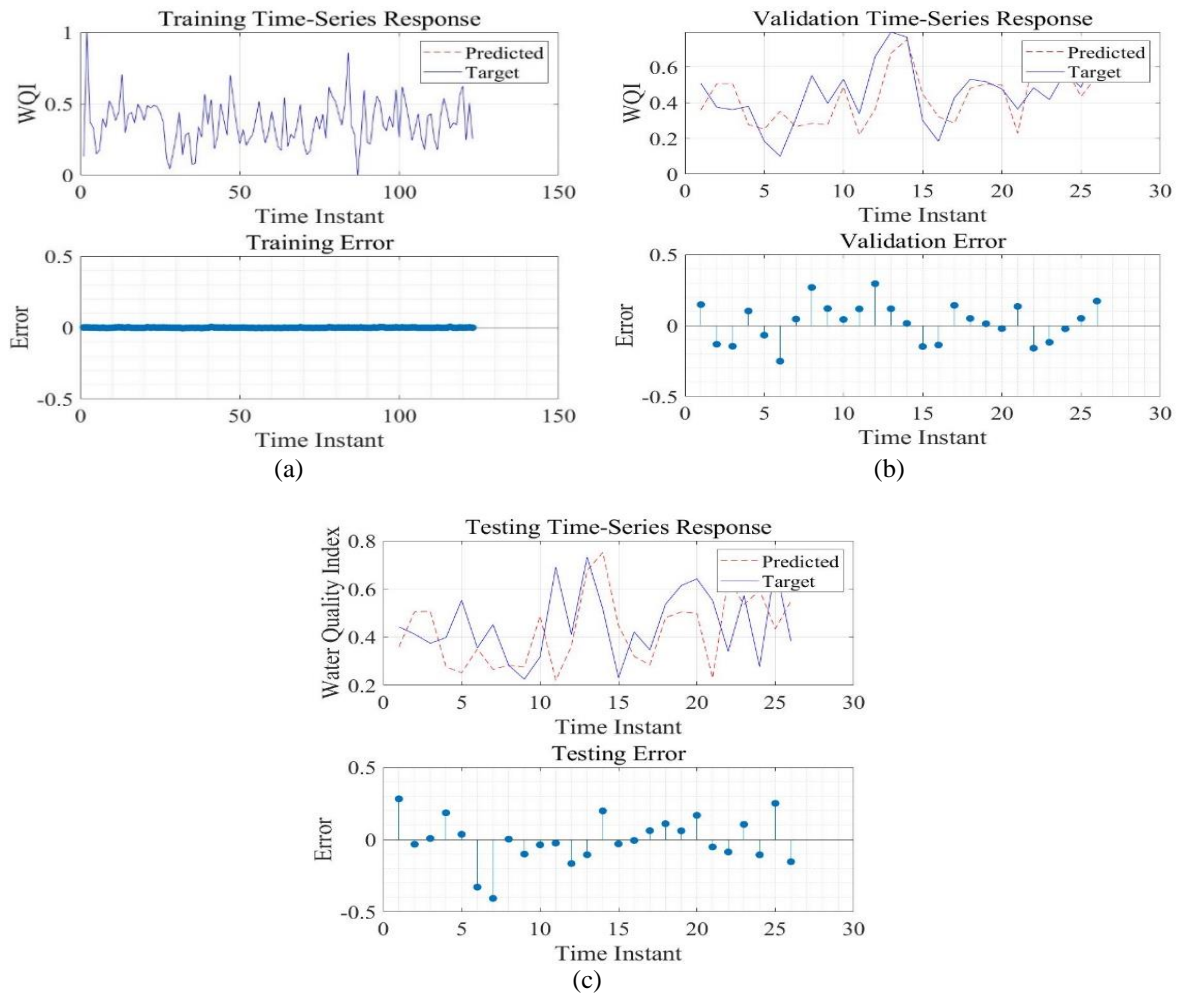 Training Time-Series Response
WQI
1
0.5
0
Predicted
Target
0 50 100 150
Time Instant
Training Error
Error
0.5
0
-0.5
0 50 100 150
Time Instant
(a)
Validation Time-Series Response
WQI
0.6
0.4
0.2
0
Predicted
Target
0 5 10 15 20 25 30
Time Instant
Validation Error
Error
0.5
0
-0.5
0 5 10 15 20 25 30
Time Instant
(b)
Testing Time-Series Response
Water Quality Index
0.8
0.6
0.4
0.2
Predicted
Target
0 5 10 15 20 25 30
Time Instant
Testing Error
Error
0.5
0
-0.5
0 5 10 15 20 25 30
Time Instant
(c)